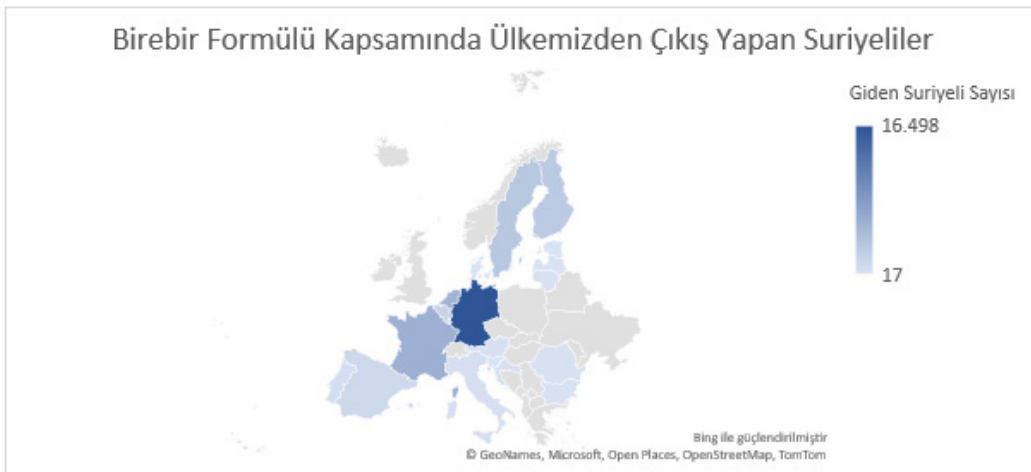 Birebir Formülü Kapsamında Ülkemizden Çıkış Yapan Suriyeliler
Giden Suriyeli Sayısı
16.498
17
Bing ile güçlendirilmiştir
© GeoNames, Microsoft, Open Places, OpenStreetMap, TomTom